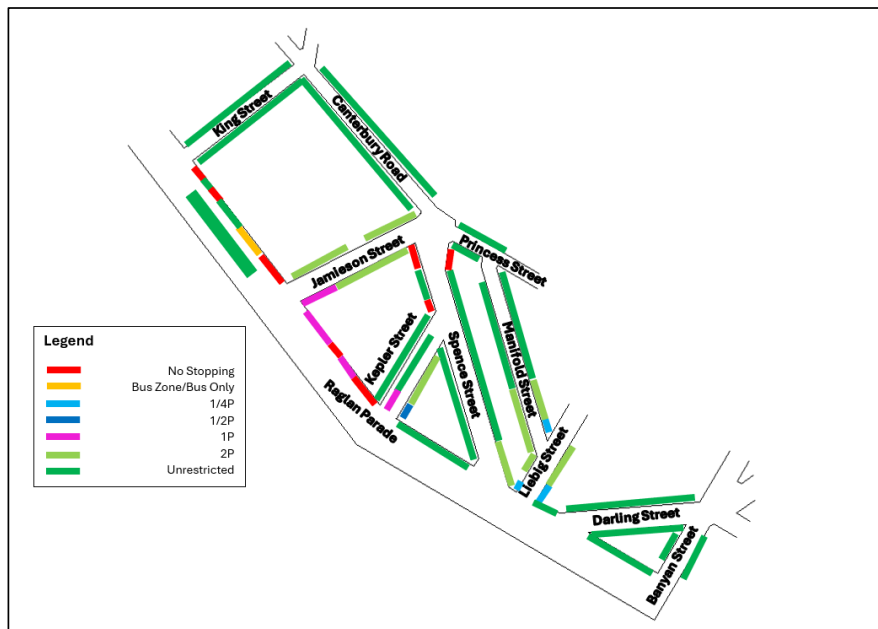 King Street
Canterbury Road
Princess Street
Jamieson Street
Kepler Street
Spence Street
Manifold Street
Raglan Parade
Liebig Street
Darling Street
Banyan Street
Legend
No Stopping
Bus Zone/Bus Only
1/4P
1/2P
1P
2P
Unrestricted